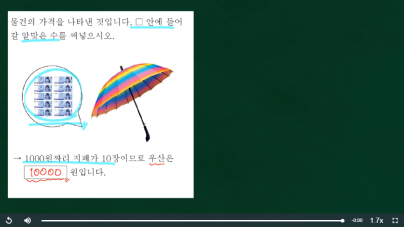 물건의 가격을 나타낸 것입니다. □ 안에 들어
갈 알맞은 수를 써넣으시오.
→ 1000원짜리 지폐가 10장이므로 우산은
10000 원입니다.
-0:00 1.7x